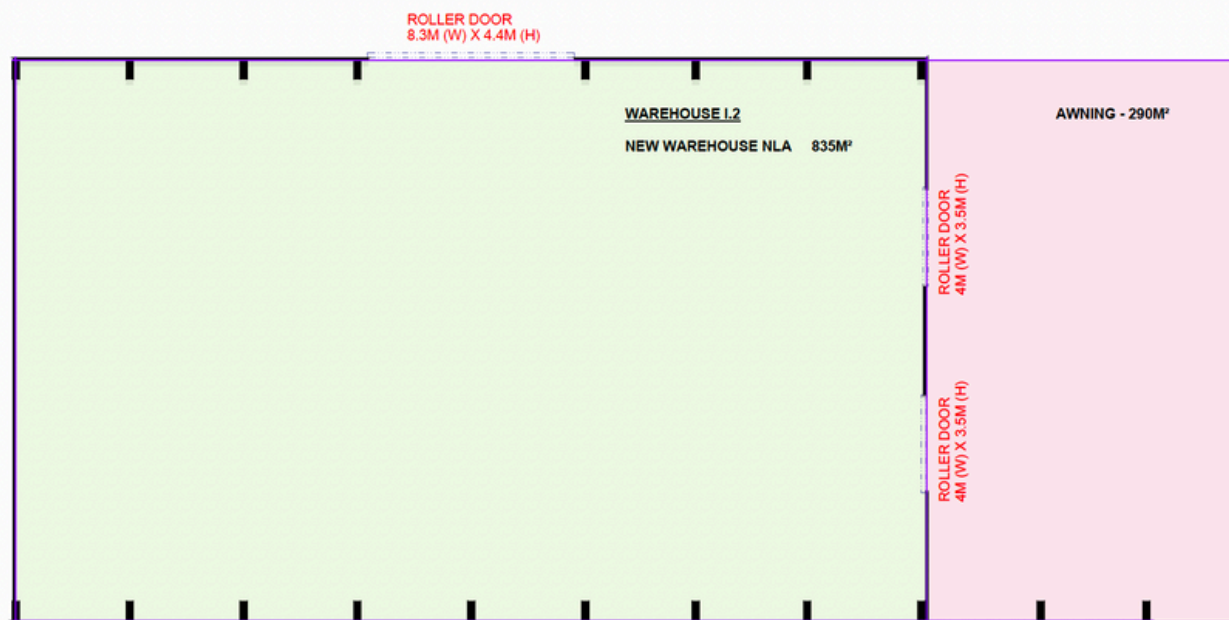 ROLLER DOOR
8.3M (W) X 4.4M (H)
WAREHOUSE I.2
NEW WAREHOUSE NLA 835M²
AWNING - 290M²
ROLLER DOOR
4M (W) X 3.5M (H)
ROLLER DOOR
4M (W) X 3.5M (H)